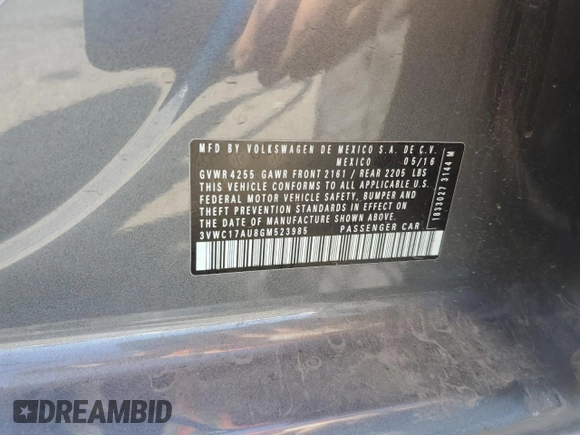 MFD BY VOLKSWAGEN DE MEXICO S.A. DE C.V.
MEXICO 05/16
GVWR 4255 GAWR FRONT 2161 / REAR 2205 LBS
THIS VEHICLE CONFORMS TO ALL APPLICABLE U.S.
FEDERAL MOTOR VEHICLE SAFETY, BUMPER AND
THEFT PREVENTION STANDARDS IN EFFECT ON
THE DATE OF MANUFACTURE SHOWN ABOVE.
3VWC17AU8GM523985 PASSENGER CAR
1833027 3144 M
DREAMBID